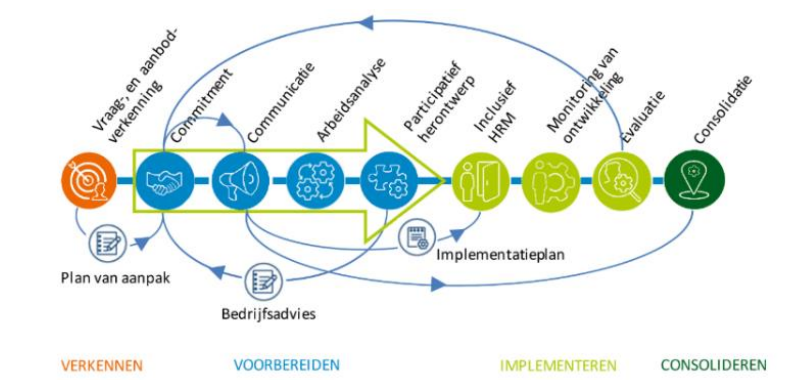 Vraag-, en aanbod-
verkenning
Commitment
Communicatie
Arbeidsanalyse
Participatief
herontwerp
Inclusief
HRM
Monitoring van
ontwikkeling
Evaluatie
Consolidatie
Plan van aanpak
Implementatieplan
Bedrijfsadvies
VERKENNEN
VOORBEREIDEN
IMPLEMENTEREN
CONSOLIDEREN